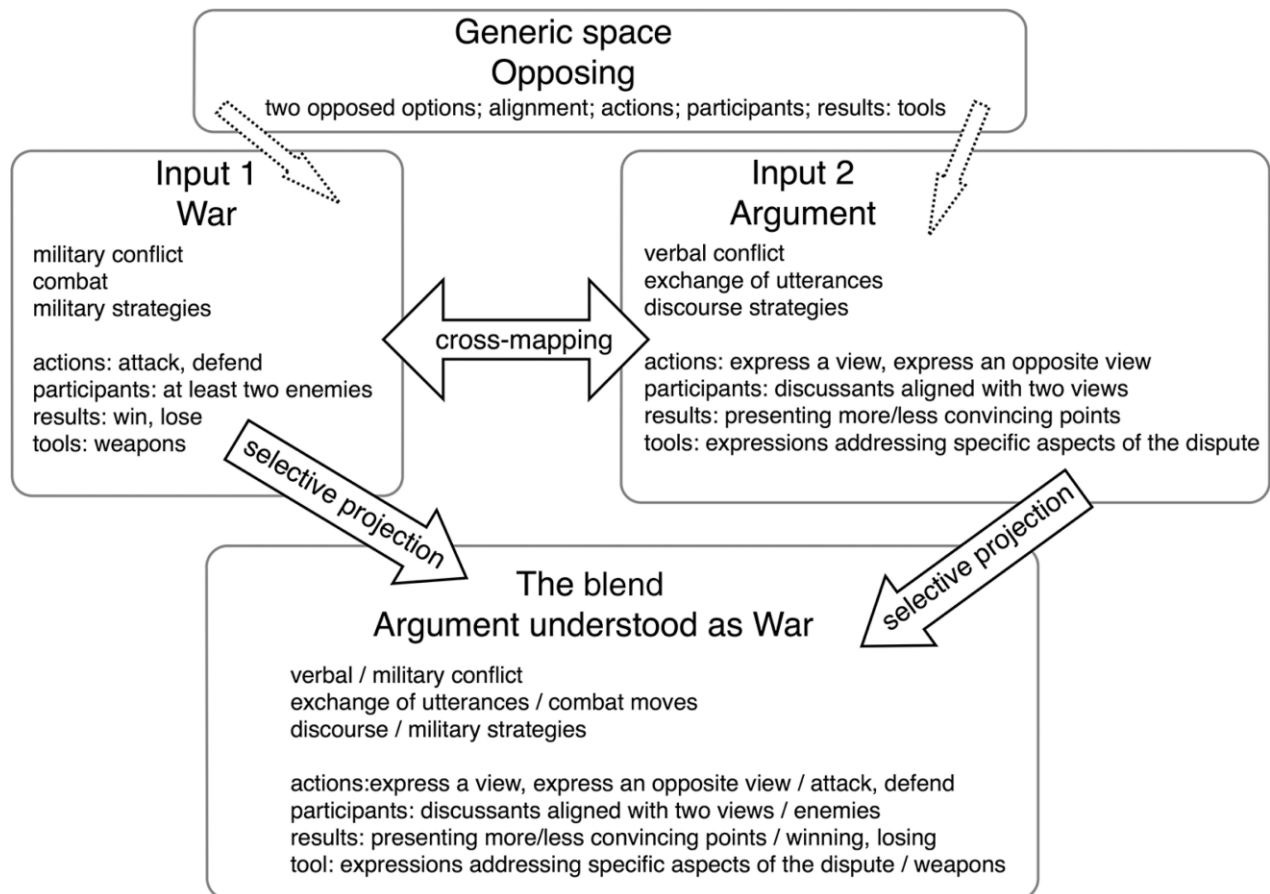 Generic space
Opposing
two opposed options; alignment; actions; participants; results: tools
Input 1
War
military conflict
combat
military strategies
actions: attack, defend
participants: at least two enemies
results: win, lose
tools: weapons
cross-mapping
Input 2
Argument
verbal conflict
exchange of utterances
discourse strategies
actions: express a view, express an opposite view
participants: discussants aligned with two views
results: presenting more/less convincing points
tools: expressions addressing specific aspects of the dispute
selective projection
selective projection
The blend
Argument understood as War
verbal / military conflict
exchange of utterances / combat moves
discourse / military strategies
actions:express a view, express an opposite view / attack, defend
participants: discussants aligned with two views / enemies
results: presenting more/less convincing points / winning, losing
tool: expressions addressing specific aspects of the dispute / weapons